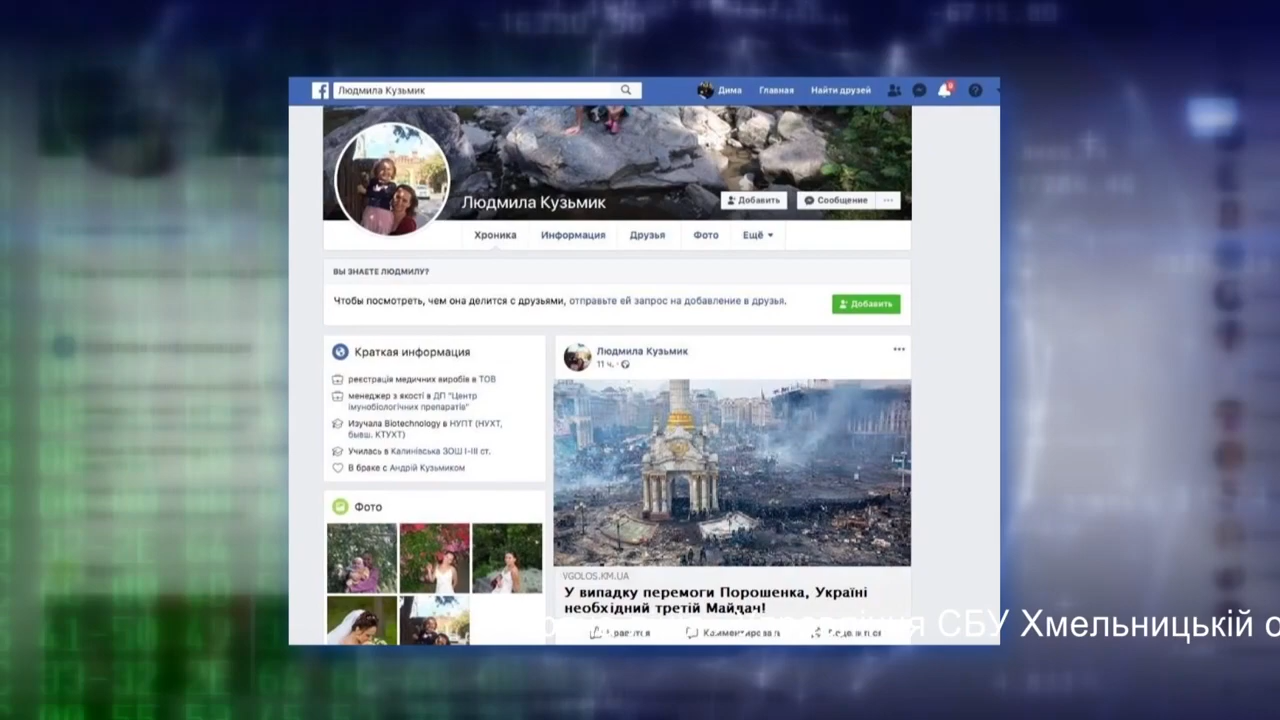 Людмила Кузьмик
Дима
Главная
Найти друзей
Людмила Кузьмик
Добавить
Сообщение
Хроника
Информация
Друзья
Фото
Ещё
ВЫ ЗНАЕТЕ ЛЮДМИЛУ?
Чтобы посмотреть, чем она делится с друзьями, отправьте ей запрос на добавление в друзья.
Добавить
Краткая информация
реєстрація медичних виробів в ТОВ
менеджер з якості в ДП "Центр
імунобіологічних препаратів"
Изучала Biotechnology в НУПТ (НУХТ,
бывш. КТУХТ)
Училась в Калинівська ЗОШ І-ІІІ ст.
В браке с Андрій Кузьмиком
Фото
Людмила Кузьмик
11 ч.
VGOLOS.KM.UA
У випадку перемоги Порошенка, Україні
необхідний третій Майдан!
СБУ Хмельницькій о